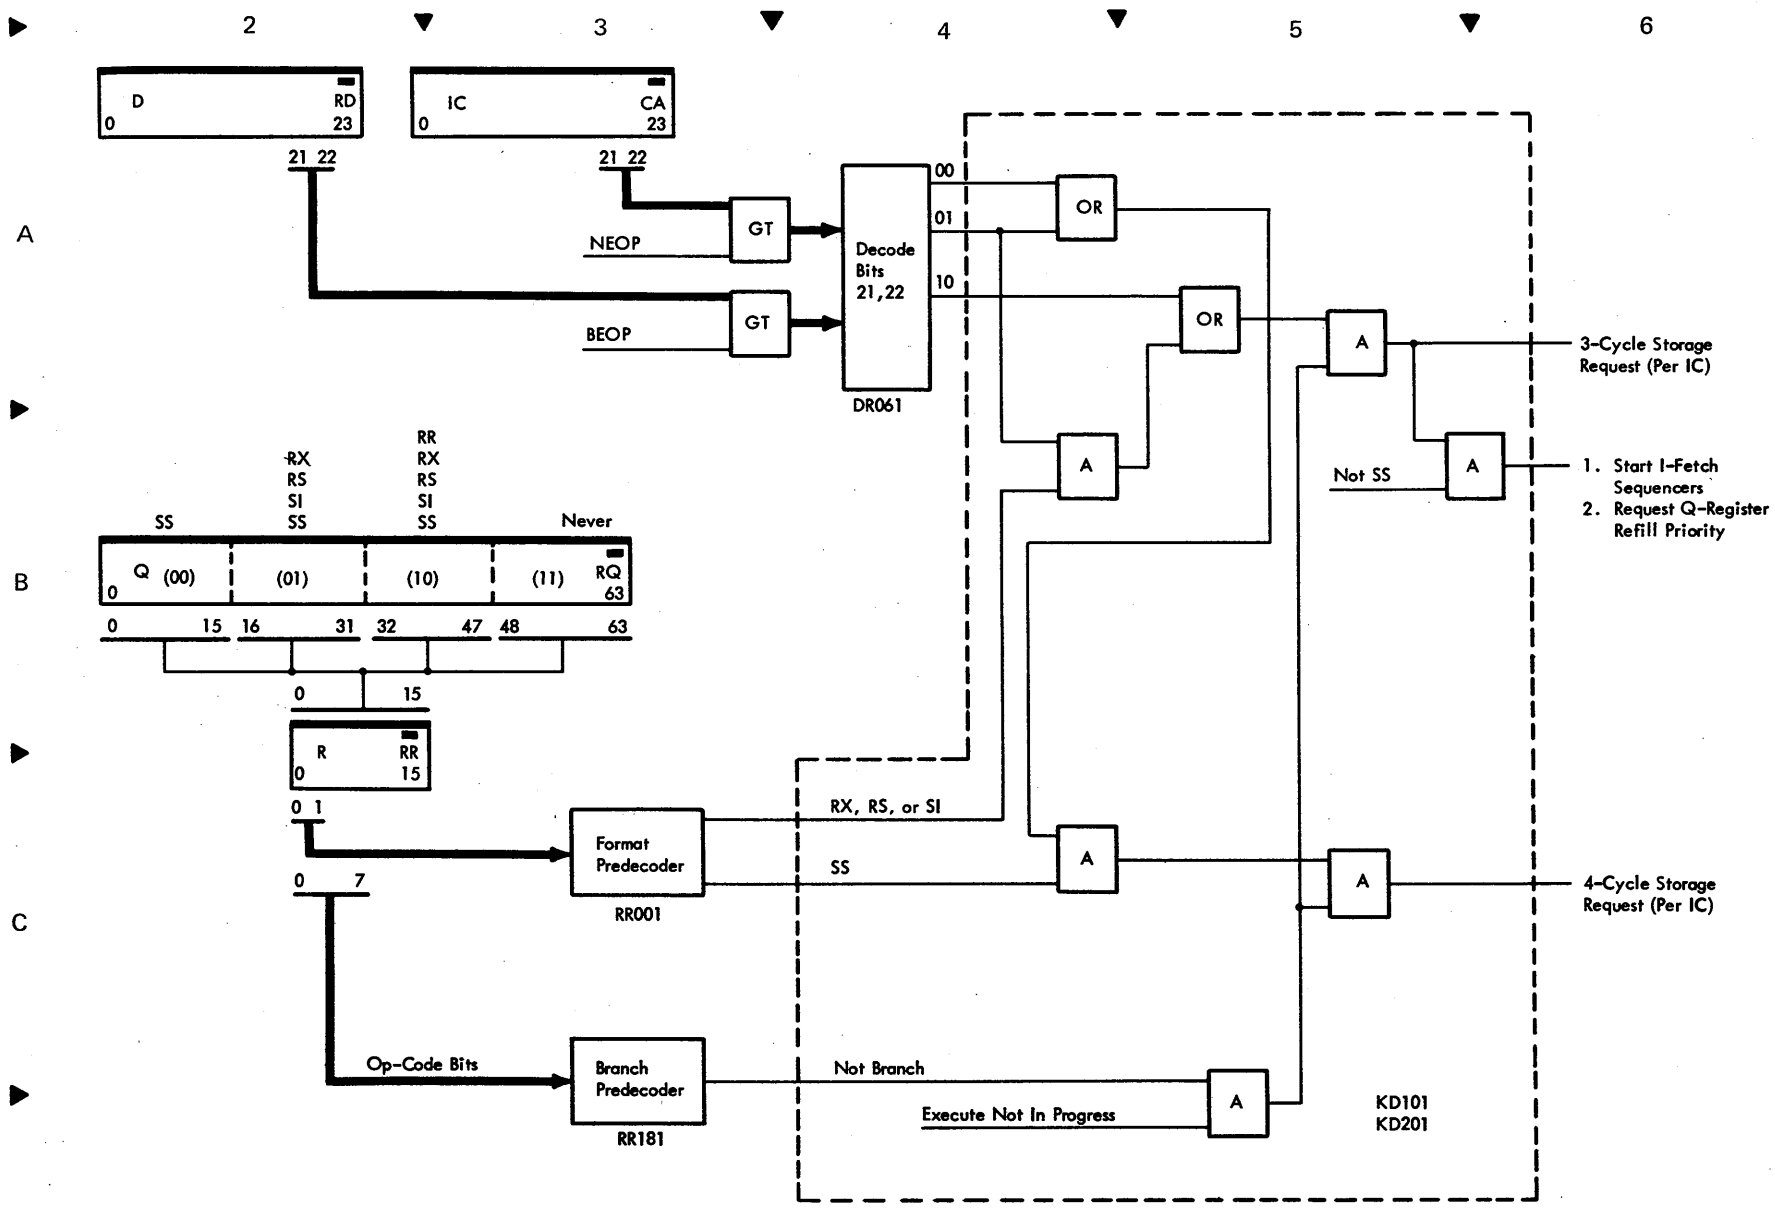 2 3 4 5 6
D RD
0 23
IC CA
0 23
21 22
21 22
A
GT
NEOP
GT
BEOP
Decode
Bits
21,22
DR061
00
01
10
OR
OR
A
A
Not SS
A
3-Cycle Storage
Request (Per IC)
1. Start I-Fetch
Sequencers
2. Request Q-Register
Refill Priority
SS
RX
RS
SI
SS
RR
RX
RS
SI
SS
Never
B
Q (00) (01) (10) (11) RQ
0 63
0 15 16 31 32 47 48 63
0 15
R RR
0 15
0 1
Format
Predecoder
RR001
RX, RS, or SI
SS
A
A
4-Cycle Storage
Request (Per IC)
0 7
C
Op-Code Bits
Branch
Predecoder
RR181
Not Branch
Execute Not In Progress
A
KD101
KD201